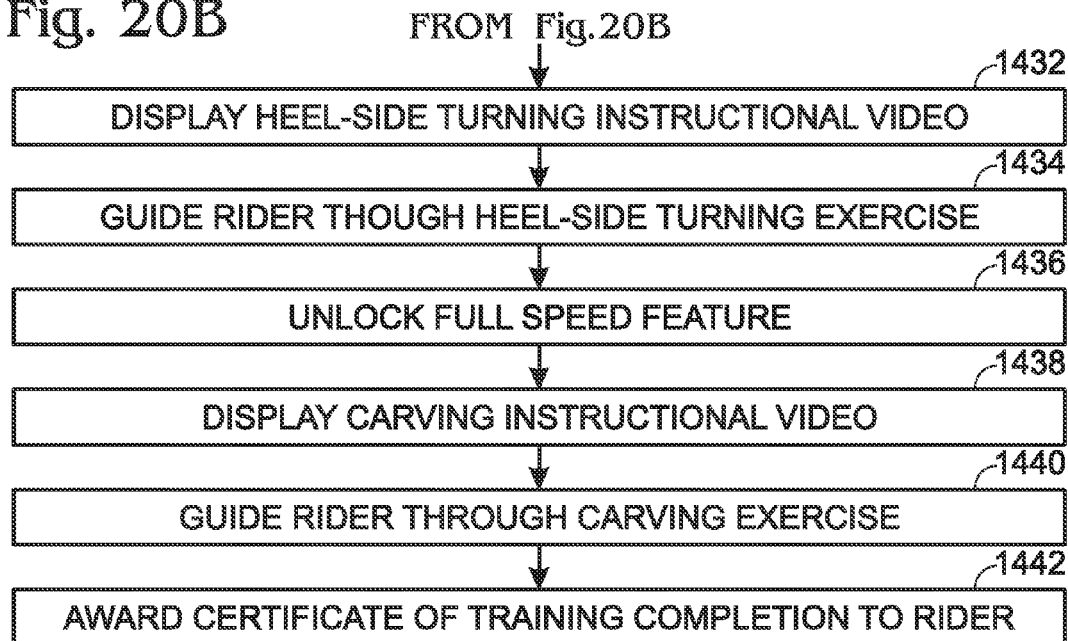 Fig. 20B
FROM Fig.20B
1432
DISPLAY HEEL-SIDE TURNING INSTRUCTIONAL VIDEO
1434
GUIDE RIDER THOUGH HEEL-SIDE TURNING EXERCISE
1436
UNLOCK FULL SPEED FEATURE
1438
DISPLAY CARVING INSTRUCTIONAL VIDEO
1440
GUIDE RIDER THROUGH CARVING EXERCISE
1442
AWARD CERTIFICATE OF TRAINING COMPLETION TO RIDER